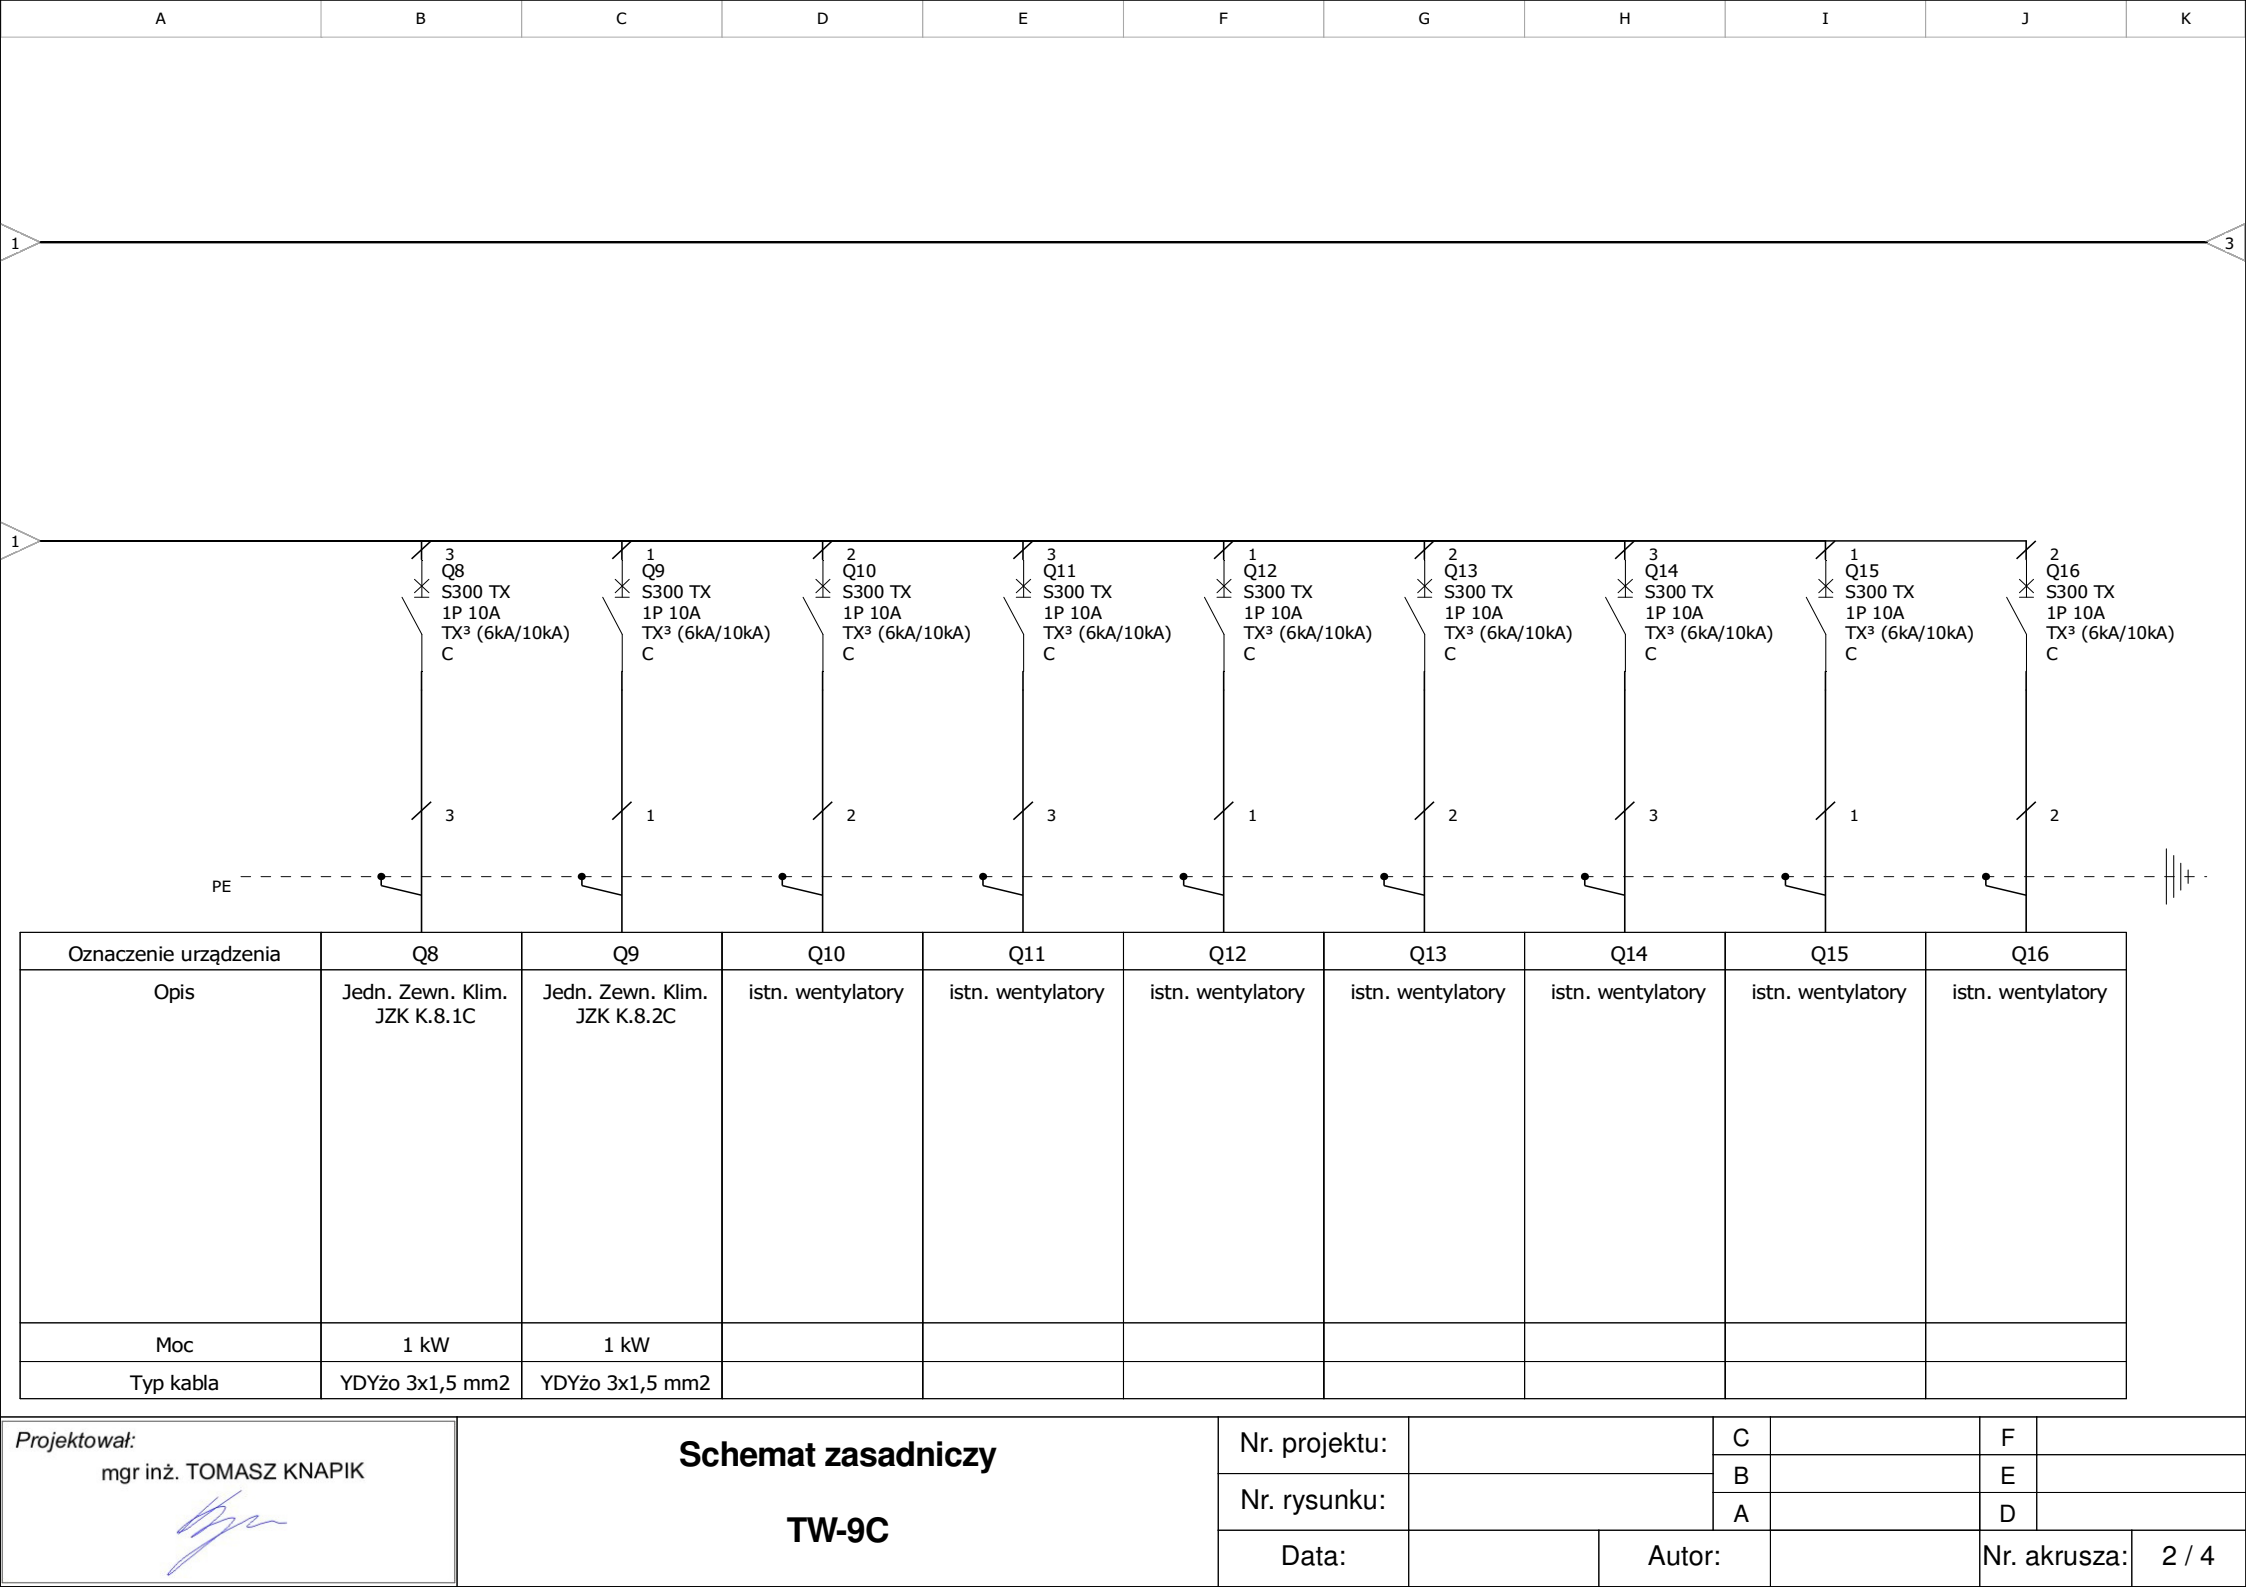 A B C D E F G H I J K
1 3
1
3 1 2 3 1 2 3 1 2
Q8 Q9 Q10 Q11 Q12 Q13 Q14 Q15 Q16
S300 TX S300 TX S300 TX S300 TX S300 TX S300 TX S300 TX S300 TX S300 TX
1P 10A 1P 10A 1P 10A 1P 10A 1P 10A 1P 10A 1P 10A 1P 10A 1P 10A
TX³ (6kA/10kA) TX³ (6kA/10kA) TX³ (6kA/10kA) TX³ (6kA/10kA) TX³ (6kA/10kA) TX³ (6kA/10kA) TX³ (6kA/10kA) TX³ (6kA/10kA) TX³ (6kA/10kA)
C C C C C C C C C
3 1 2 3 1 2 3 1 2
PE
Oznaczenie urządzenia Q8 Q9 Q10 Q11 Q12 Q13 Q14 Q15 Q16
Opis Jedn. Zewn. Klim. Jedn. Zewn. Klim. istn. wentylatory istn. wentylatory istn. wentylatory istn. wentylatory istn. wentylatory istn. wentylatory istn. wentylatory
JZK K.8.1C JZK K.8.2C
Moc 1 kW 1 kW
Typ kabla YDYżo 3x1,5 mm2 YDYżo 3x1,5 mm2
Projektował:
mgr inż. TOMASZ KNAPIK
Schemat zasadniczy
TW-9C
Nr. projektu: C F
B E
Nr. rysunku: A D
Data: Autor: Nr. akrusza: 2 / 4